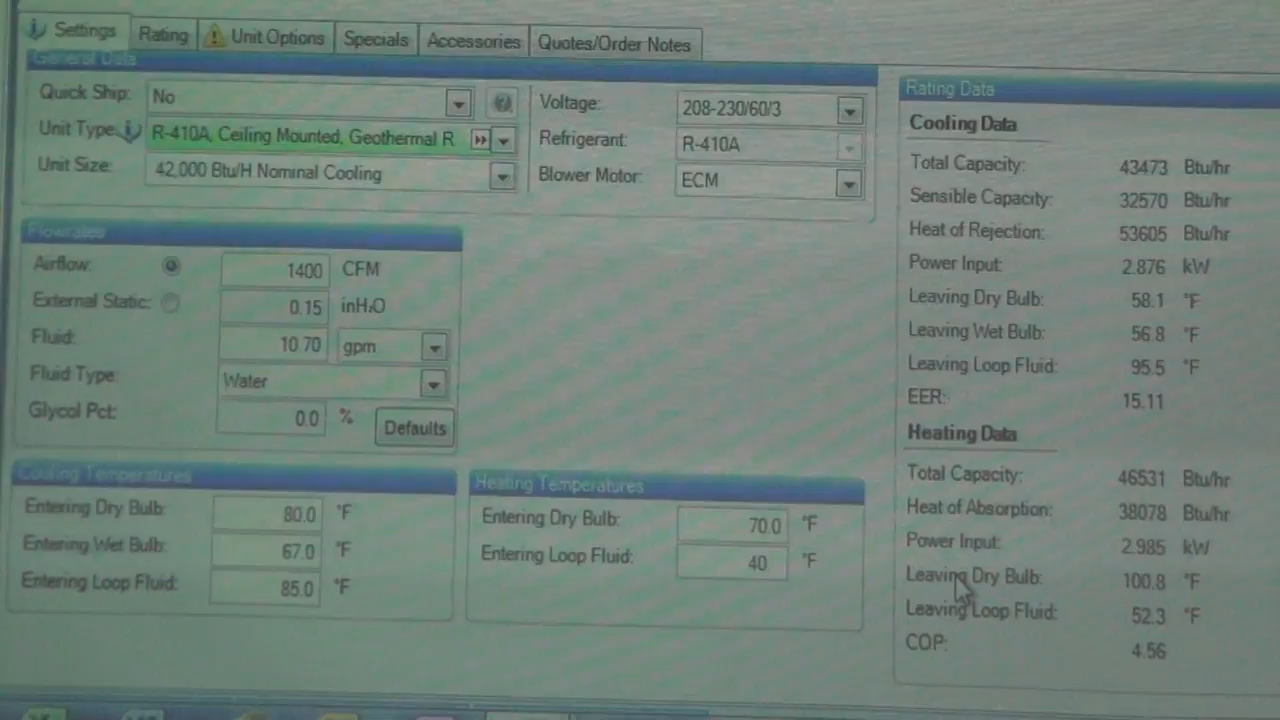 Settings Rating Unit Options Specials Accessories Quotes/Order Notes
General Data
Quick Ship: No
Unit Type: R-410A, Ceiling Mounted, Geothermal R
Unit Size: 42,000 Btu/H Nominal Cooling
Voltage: 208-230/60/3
Refrigerant: R-410A
Blower Motor: ECM
Flowrates
Airflow: 1400 CFM
External Static: 0.15 inH2O
Fluid: 10.70 gpm
Fluid Type: Water
Glycol Pct: 0.0 %
Defaults
Cooling Temperatures
Entering Dry Bulb: 80.0 °F
Entering Wet Bulb: 67.0 °F
Entering Loop Fluid: 85.0 °F
Heating Temperatures
Entering Dry Bulb: 70.0 °F
Entering Loop Fluid: 40 °F
Rating Data
Cooling Data
Total Capacity: 43473 Btu/hr
Sensible Capacity: 32570 Btu/hr
Heat of Rejection: 53605 Btu/hr
Power Input: 2.876 kW
Leaving Dry Bulb: 58.1 °F
Leaving Wet Bulb: 56.8 °F
Leaving Loop Fluid: 95.5 °F
EER: 15.11
Heating Data
Total Capacity: 46531 Btu/hr
Heat of Absorption: 38078 Btu/hr
Power Input: 2.985 kW
Leaving Dry Bulb: 100.8 °F
Leaving Loop Fluid: 52.3 °F
COP: 4.56